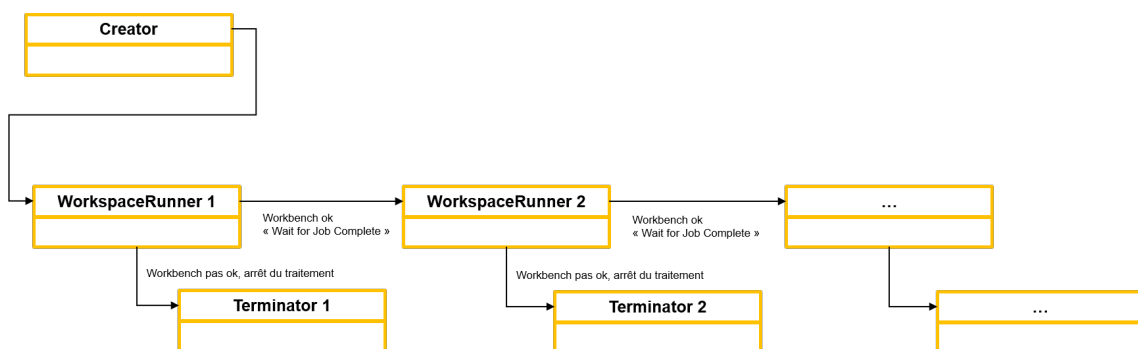 Creator
WorkspaceRunner 1
WorkspaceRunner 2
...
Workbench ok
« Wait for Job Complete »
Workbench ok
« Wait for Job Complete »
Workbench pas ok, arrêt du traitement
Workbench pas ok, arrêt du traitement
Terminator 1
Terminator 2
...